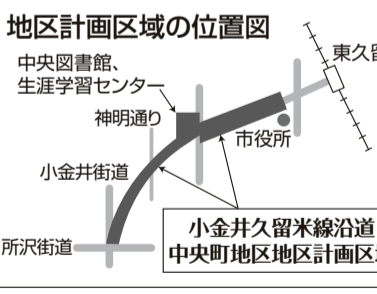 地区計画区域の位置図
中央図書館、
生涯学習センター
東久留
神明通り
市役所
小金井街道
小金井久留米線沿道
中央町地区地区計画区
所沢街道